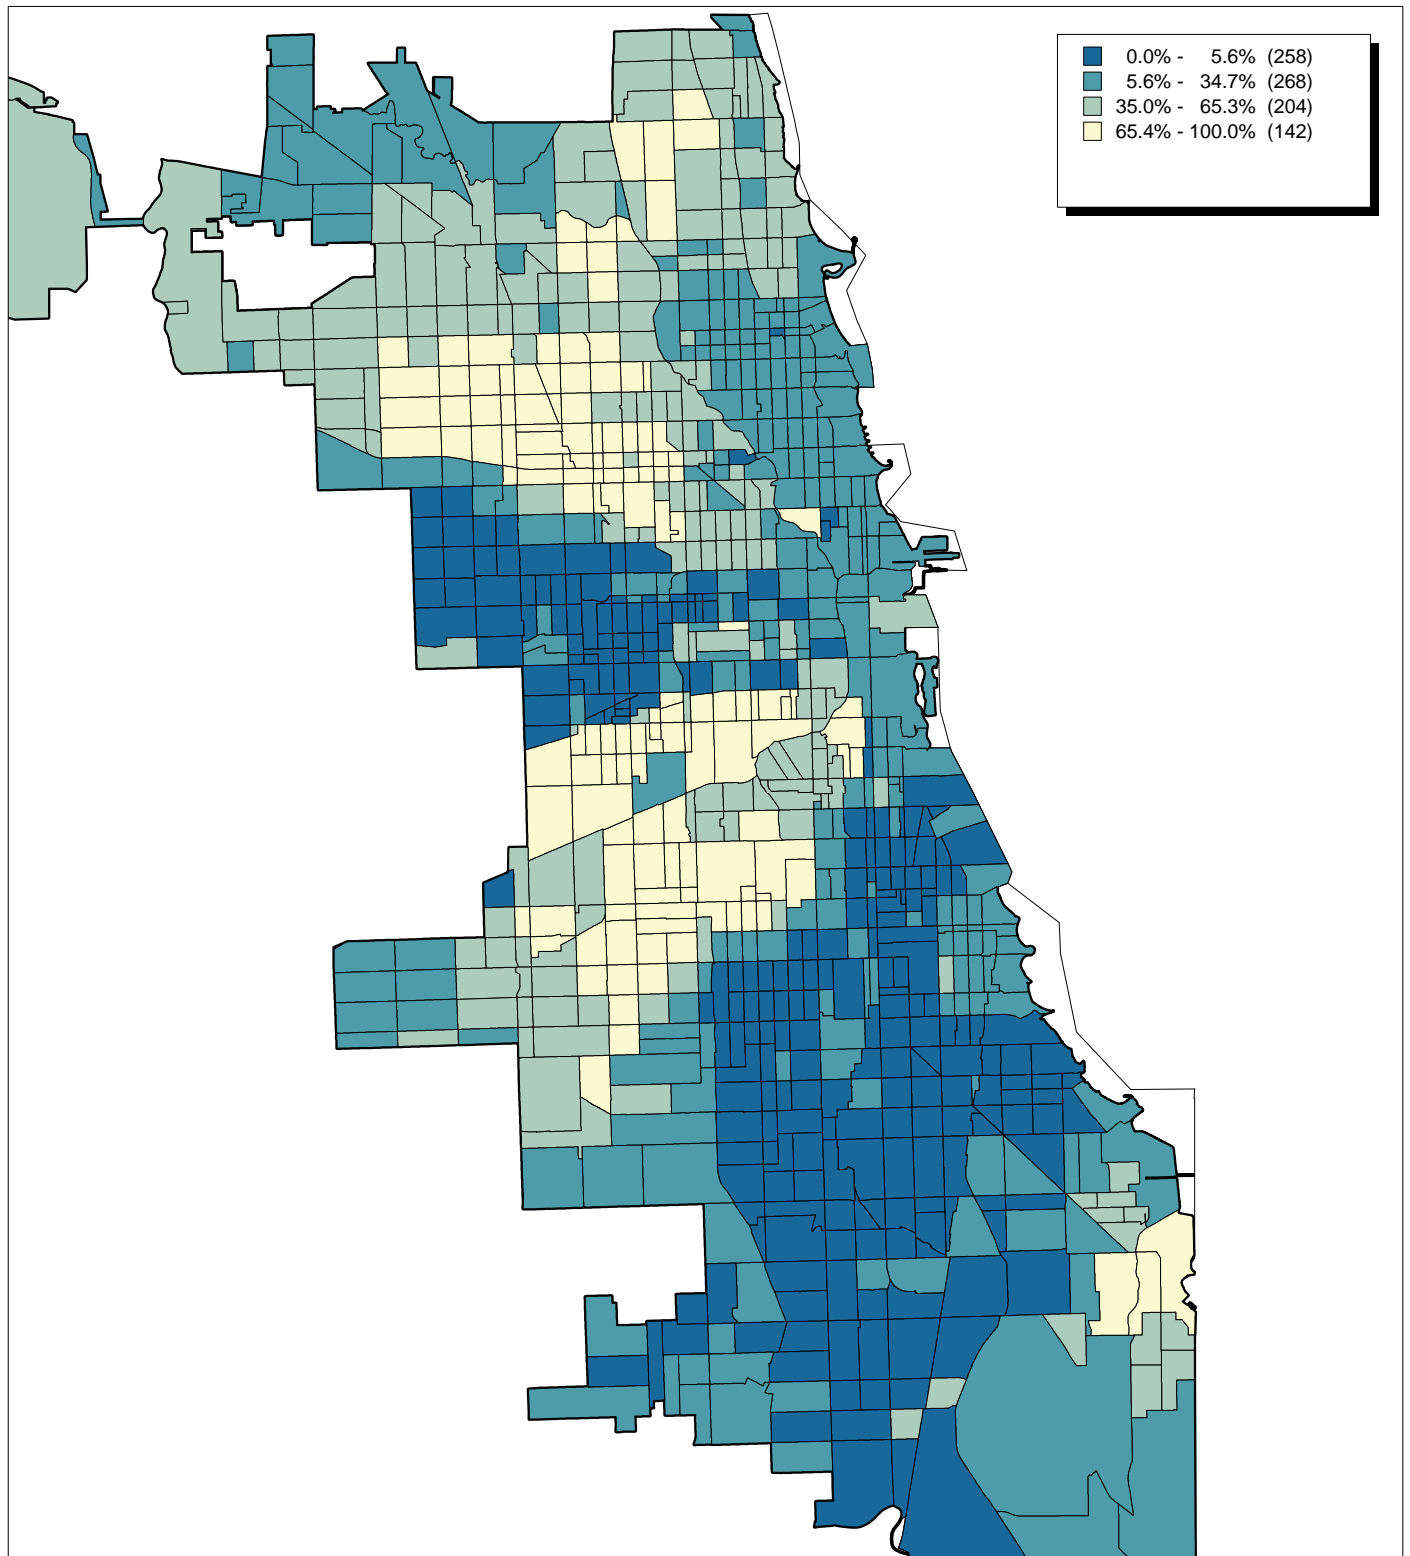 0.0% - 5.6% (258)
5.6% - 34.7% (268)
35.0% - 65.3% (204)
65.4% - 100.0% (142)